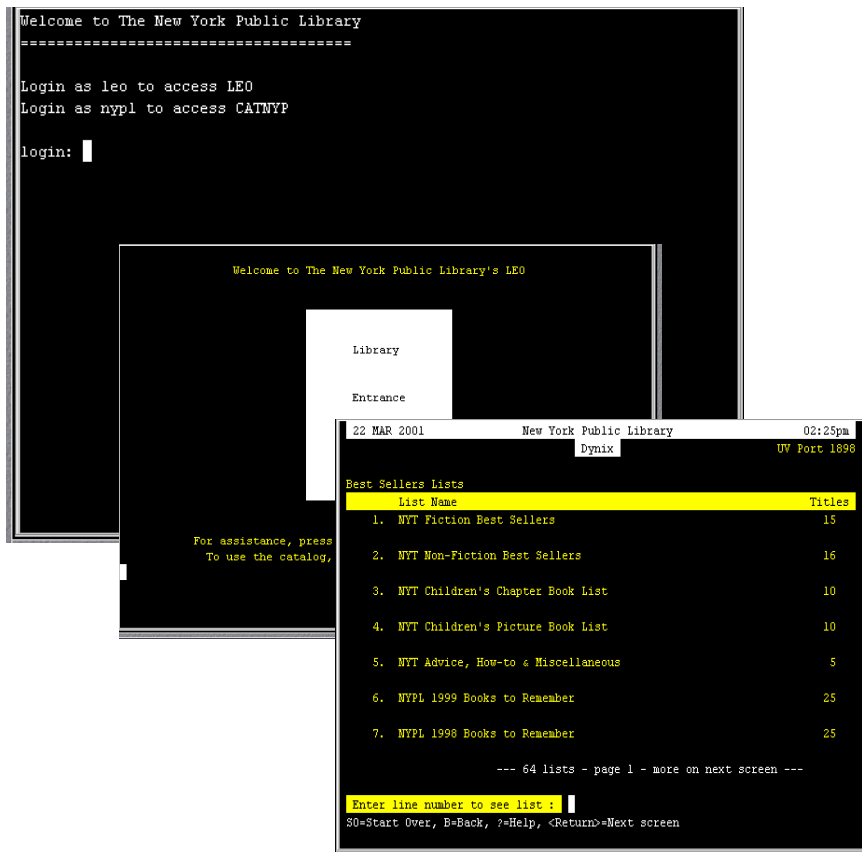 Welcome to The New York Public Library
=====================================
Login as leo to access LEO
Login as nypl to access CATNYP
login:
Welcome to The New York Public Library's LEO
Library
Entrance
For assistance, press
To use the catalog,
22 MAR 2001 New York Public Library 02:25pm
Dynix UV Port 1898
Best Sellers Lists
List Name Titles
1. NYT Fiction Best Sellers 15
2. NYT Non-Fiction Best Sellers 16
3. NYT Children's Chapter Book List 10
4. NYT Children's Picture Book List 10
5. NYT Advice, How-to & Miscellaneous 5
6. NYPL 1999 Books to Remember 25
7. NYPL 1998 Books to Remember 25
--- 64 lists - page 1 - more on next screen ---
Enter line number to see list :
SO=Start Over, B=Back, ?=Help, <Return>=Next screen